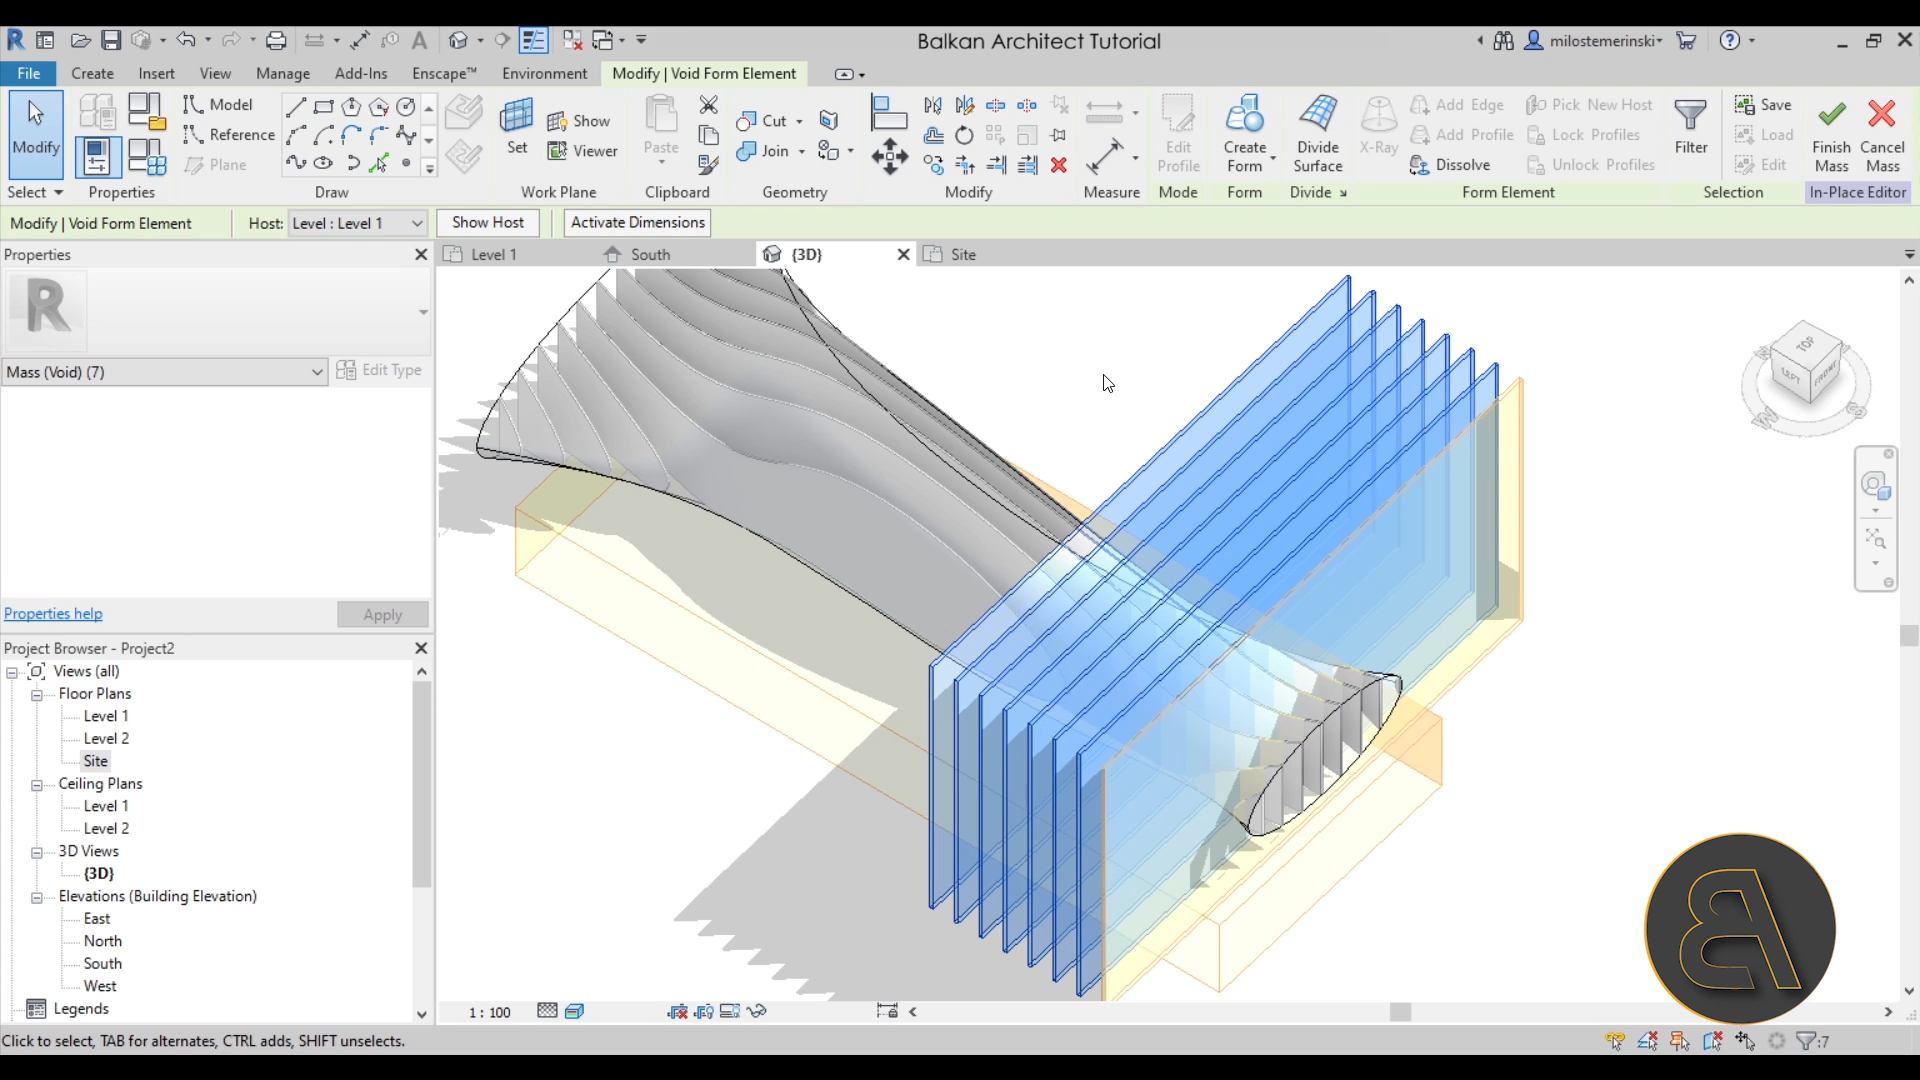 Balkan Architect Tutorial
milostemerinski
File Create Insert View Manage Add-Ins Enscape™ Environment Modify | Void Form Element
Modify
Model
Reference
Plane
Set
Show
Viewer
Paste
Cut
Join
Edit Profile
Create Form
Divide Surface
X-Ray
Add Edge
Add Profile
Dissolve
Pick New Host
Lock Profiles
Unlock Profiles
Filter
Save
Load
Edit
Finish Mass
Cancel Mass
Select Properties Draw Work Plane Clipboard Geometry Modify Measure Mode Form Divide Form Element Selection In-Place Editor
Modify | Void Form Element Host: Level : Level 1 Show Host Activate Dimensions
Properties
Level 1 South {3D} Site
R
Mass (Void) (7) Edit Type
TOP
LEFT FRONT
W S
Properties help Apply
Project Browser - Project2
Views (all)
Floor Plans
Level 1
Level 2
Site
Ceiling Plans
Level 1
Level 2
3D Views
{3D}
Elevations (Building Elevation)
East
North
South
West
Legends
1 : 100
Click to select, TAB for alternates, CTRL adds, SHIFT unselects.
:7